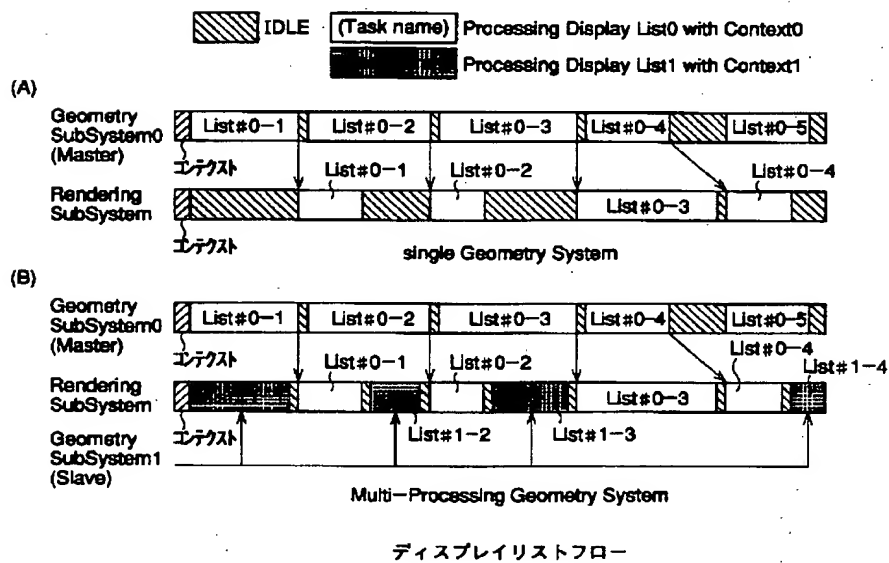 IDLE (Task name) Processing Display List0 with Context0
Processing Display List1 with Context1
(A)
Geometry
SubSystem0
(Master)
List#0-1 List#0-2 List#0-3 List#0-4 List#0-5
コンテクスト
List#0-1 List#0-2 List#0-4
Rendering
SubSystem
List#0-3
コンテクスト
single Geometry System
(B)
Geometry
SubSystem0
(Master)
List#0-1 List#0-2 List#0-3 List#0-4 List#0-5
コンテクスト
List#0-1 List#0-2 List#0-4 List#1-4
Rendering
SubSystem
List#0-3
コンテクスト
List#1-2 List#1-3
Geometry
SubSystem1
(Slave)
Multi-Processing Geometry System
ディスプレイリストフロー